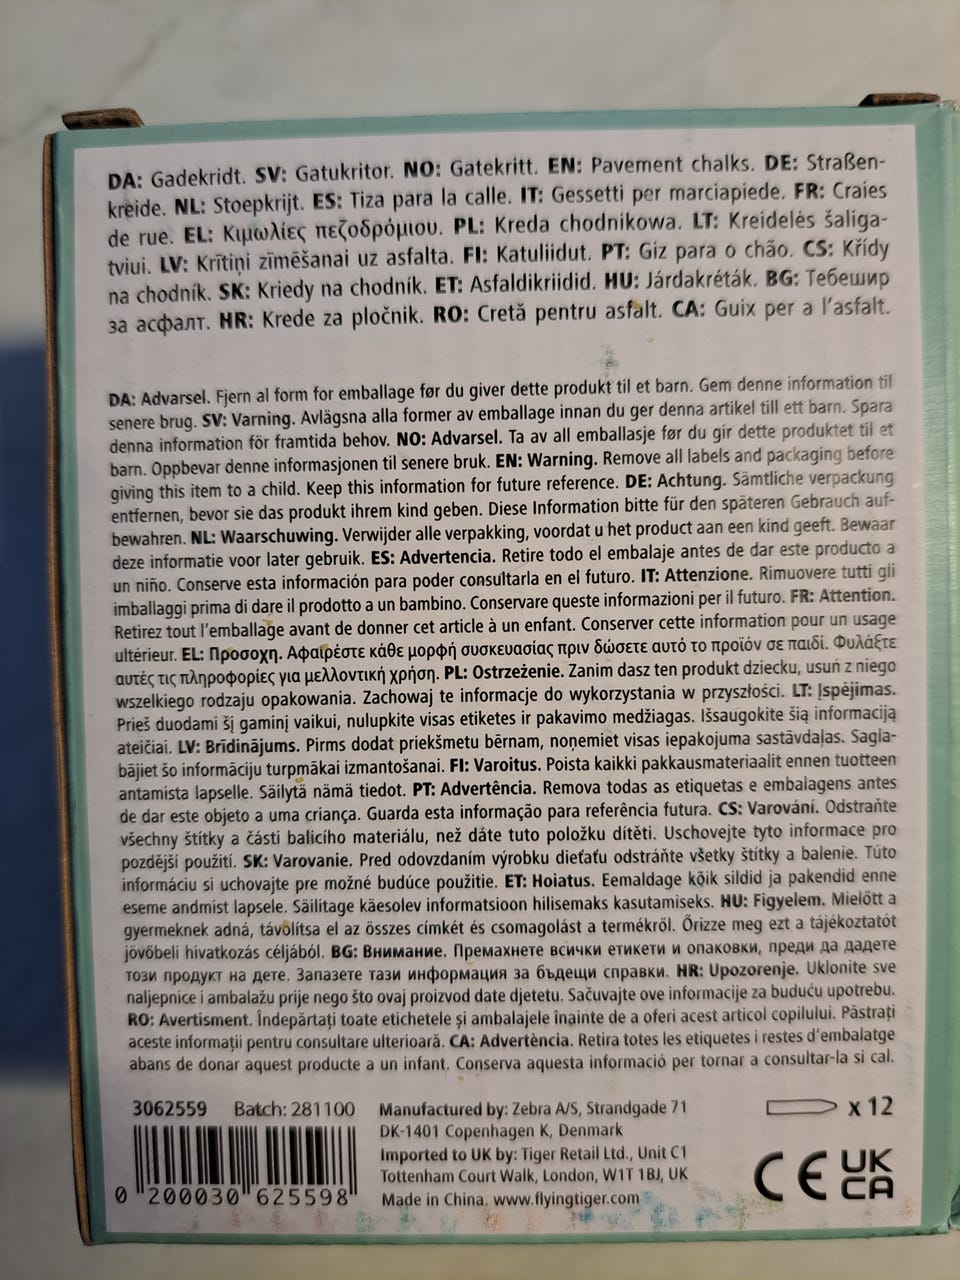 DA: Gadekridt. SV: Gatukritor. NO: Gatekritt. EN: Pavement chalks. DE: Straßen-
kreide. NL: Stoepkrijt. ES: Tiza para la calle. IT: Gessetti per marciapiede. FR: Craies
de rue. EL: Κιμωλίες πεζοδρόμιου. PL: Kreda chodnikowa. LT: Kreidelės šaliga-
tviui. LV: Krītiņi zīmēšanai uz asfalta. FI: Katuliidut. PT: Giz para o chão. CS: Křídy
na chodník. SK: Kriedy na chodník. ET: Asfaldikriidid. HU: Járdakréták. BG: Тебешир
за асфалт. HR: Krede za pločnik. RO: Cretă pentru asfalt. CA: Guix per a l'asfalt.
DA: Advarsel. Fjern al form for emballage før du giver dette produkt til et barn. Gem denne information til
senere brug. SV: Varning. Avlägsna alla former av emballage innan du ger denna artikel till ett barn. Spara
denna information för framtida behov. NO: Advarsel. Ta av all emballasje før du gir dette produktet til et
barn. Oppbevar denne informasjonen til senere bruk. EN: Warning. Remove all labels and packaging before
giving this item to a child. Keep this information for future reference. DE: Achtung. Sämtliche verpackung
entfernen, bevor sie das produkt ihrem kind geben. Diese Information bitte für den späteren Gebrauch auf-
bewahren. NL: Waarschuwing. Verwijder alle verpakking, voordat u het product aan een kind geeft. Bewaar
deze informatie voor later gebruik. ES: Advertencia. Retire todo el embalaje antes de dar este producto a
un niño. Conserve esta información para poder consultarla en el futuro. IT: Attenzione. Rimuovere tutti gli
imballaggi prima di dare il prodotto a un bambino. Conservare queste informazioni per il futuro. FR: Attention.
Retirez tout l'emballage avant de donner cet article à un enfant. Conserver cette information pour un usage
ultérieur. EL: Προσοχη. Αφαιρέστε κάθε μορφή συσκευασίας πριν δώσετε αυτό το προϊόν σε παιδί. Φυλάξτε
αυτές τις πληροφορίες για μελλοντική χρήση. PL: Ostrzeżenie. Zanim dasz ten produkt dziecku, usuń z niego
wszelkiego rodzaju opakowania. Zachowaj te informacje do wykorzystania w przyszłości. LT: Įspėjimas.
Prieš duodami šį gaminį vaikui, nulupkite visas etiketes ir pakavimo medžiagas. Išsaugokite šią informaciją
ateičiai. LV: Brīdinājums. Pirms dodat priekšmetu bērnam, noņemiet visas iepakojuma sastāvdaļas. Sagla-
bājiet šo informāciju turpmākai izmantošanai. FI: Varoitus. Poista kaikki pakkausmateriaalit ennen tuotteen
antamista lapselle. Säilytä nämä tiedot. PT: Advertência. Remova todas as etiquetas e embalagens antes
de dar este objeto a uma criança. Guarda esta informação para referência futura. CS: Varování. Odstraňte
všechny štítky a části balicího materiálu, než dáte tuto položku dítěti. Uschovejte tyto informace pro
pozdější použití. SK: Varovanie. Pred odovzdaním výrobku dieťaťu odstráňte všetky štítky a balenie. Túto
informáciu si uchovajte pre možné budúce použitie. ET: Hoiatus. Eemaldage kõik sildid ja pakendid enne
eseme andmist lapsele. Säilitage käesolev informatsioon hilisemaks kasutamiseks. HU: Figyelem. Mielőtt a
gyermeknek adná, távolítsa el az összes címkét és csomagolást a termékről. Őrizze meg ezt a tájékoztatót
jövőbeli hivatkozás céljából. BG: Внимание. Премахнете всички етикети и опаковки, преди да дадете
този продукт на дете. Запазете тази информация за бъдещи справки. HR: Upozorenje. Uklonite sve
naljepnice i ambalažu prije nego što ovaj proizvod date djetetu. Sačuvajte ove informacije za buduću upotrebu.
RO: Avertisment. Îndepărtați toate etichetele și ambalajele înainte de a oferi acest articol copilului. Păstrați
aceste informații pentru consultare ulterioară. CA: Advertència. Retira totes les etiquetes i restes d'embalatge
abans de donar aquest producte a un infant. Conserva aquesta informació per tornar a consultar-la si cal.
3062559 Batch: 281100
0 200030 625598
Manufactured by: Zebra A/S, Strandgade 71
DK-1401 Copenhagen K, Denmark
Imported to UK by: Tiger Retail Ltd., Unit C1
Tottenham Court Walk, London, W1T 1BJ, UK
Made in China. www.flyingtiger.com
x 12
CE UK
CA